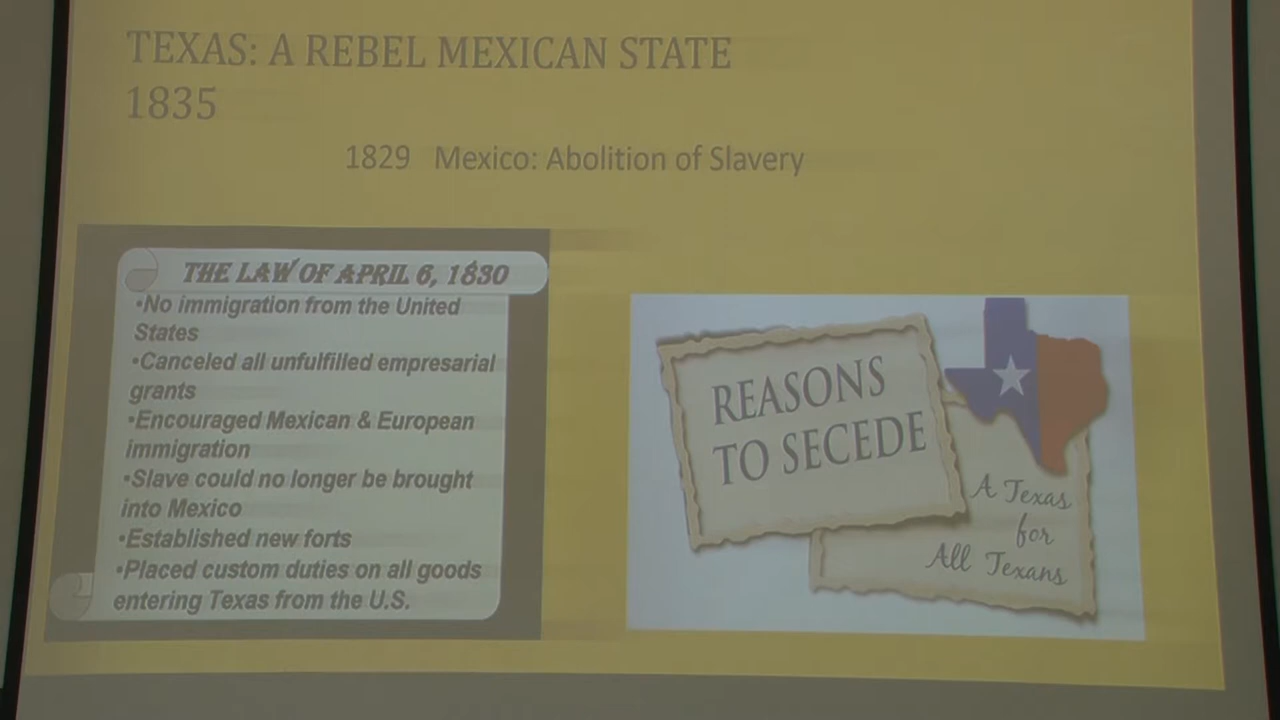 TEXAS: A REBEL MEXICAN STATE
1835
1829 Mexico: Abolition of Slavery
THE LAW OF APRIL 6, 1830
•No immigration from the United
States
•Canceled all unfulfilled empresarial
grants
•Encouraged Mexican & European
immigration
•Slave could no longer be brought
into Mexico
•Established new forts
•Placed custom duties on all goods
entering Texas from the U.S.
REASONS
TO SECEDE
A Texas
for
All Texans